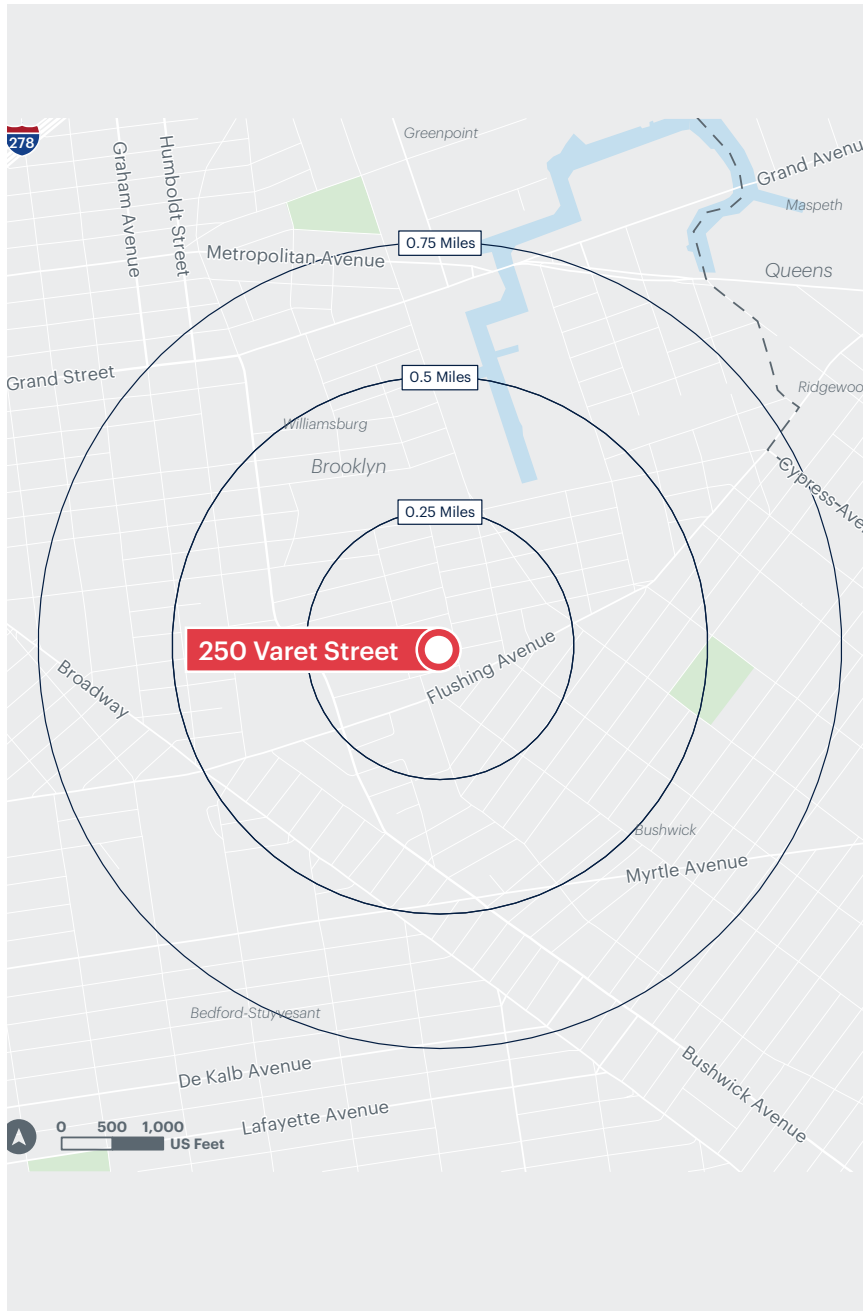 278
Greenpoint
Graham Avenue
Humboldt Street
Grand Avenu
Maspeth
0.75 Miles
Metropolitan Avenue
Queens
Grand Street
0.5 Miles
Ridgewoo
Williamsburg
Brooklyn
Cypress Ave
0.25 Miles
250 Varet Street
Flushing Avenue
Broadway
Bushwick
Myrtle Avenue
Bedford-Stuyvesant
De Kalb Avenue
Bushwick Avenue
Lafayette Avenue
0 500 1,000
US Feet